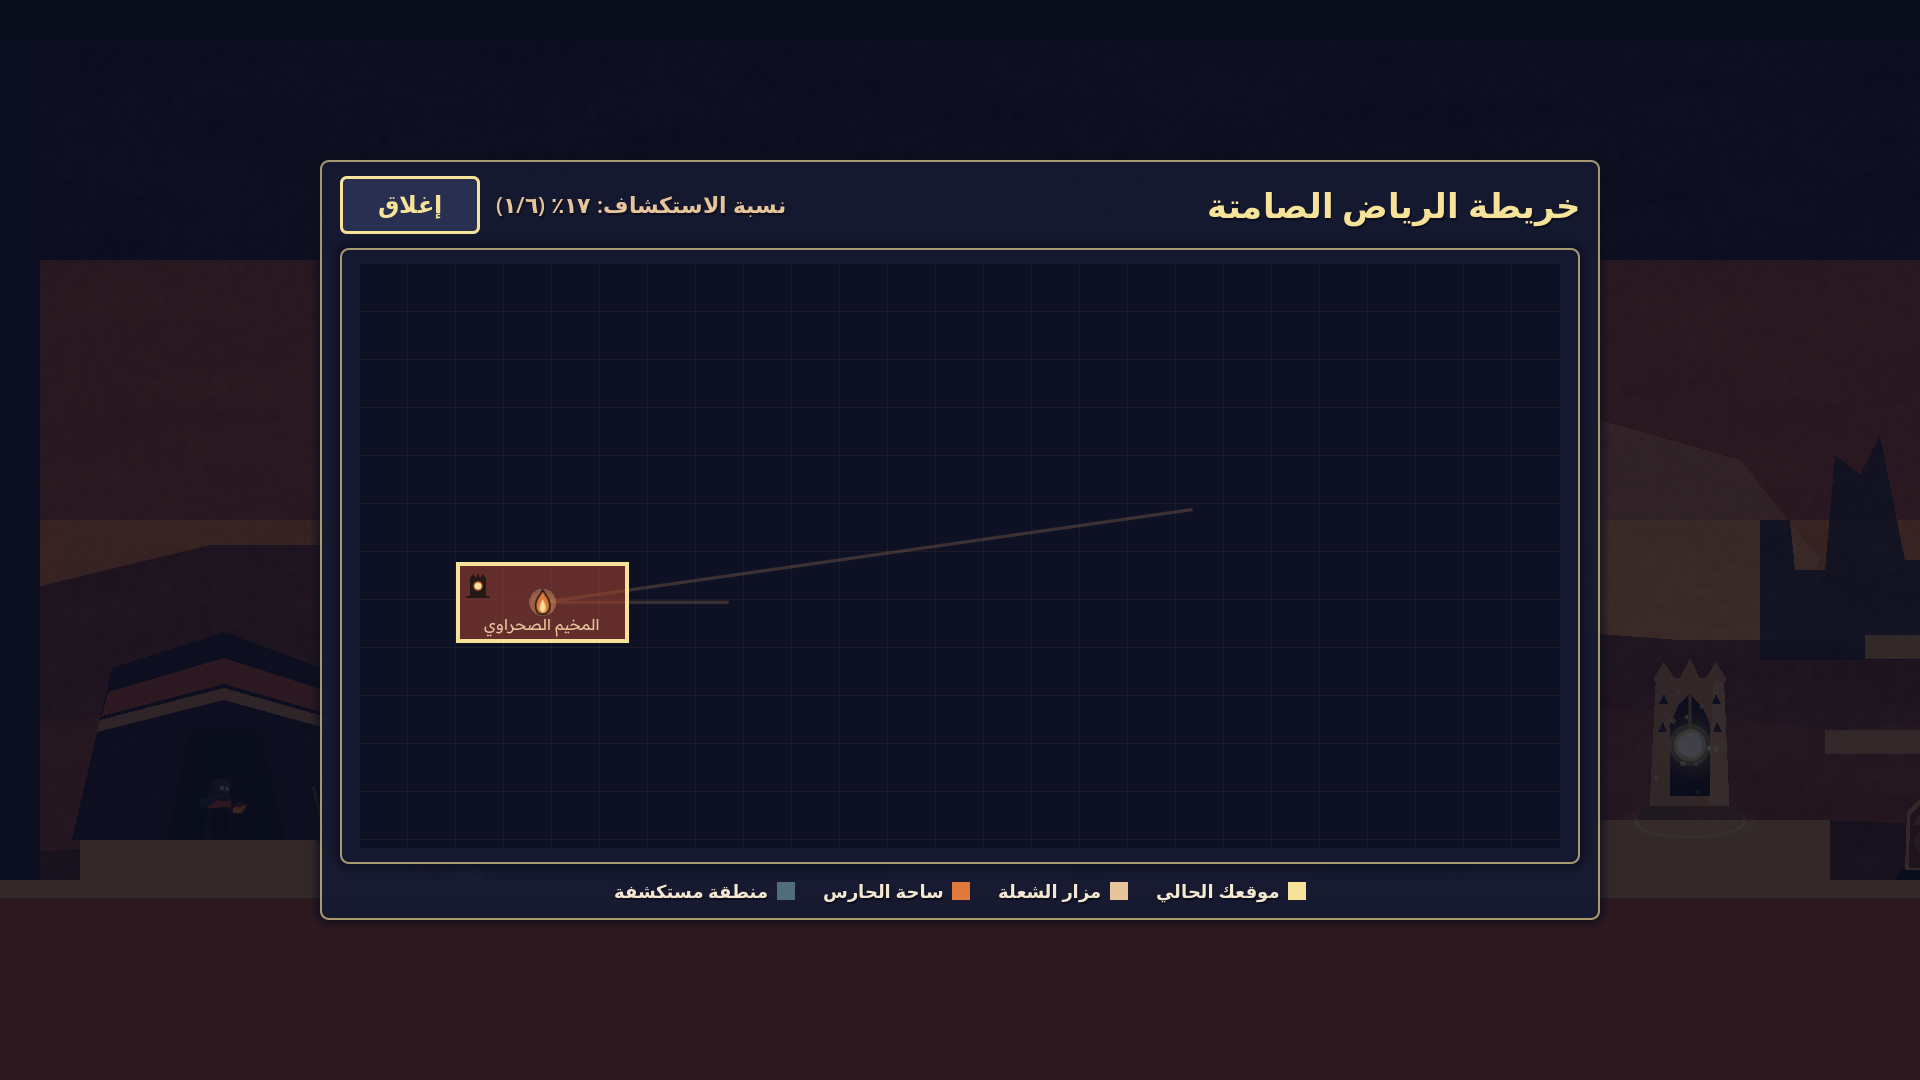 خريطة الرياض الصامتة
نسبة الاستكشاف: ١٧٪ (١/٦)
إغلاق
المخيم الصحراوي
موقعك الحالي
مزار الشعلة
ساحة الحارس
منطقة مستكشفة